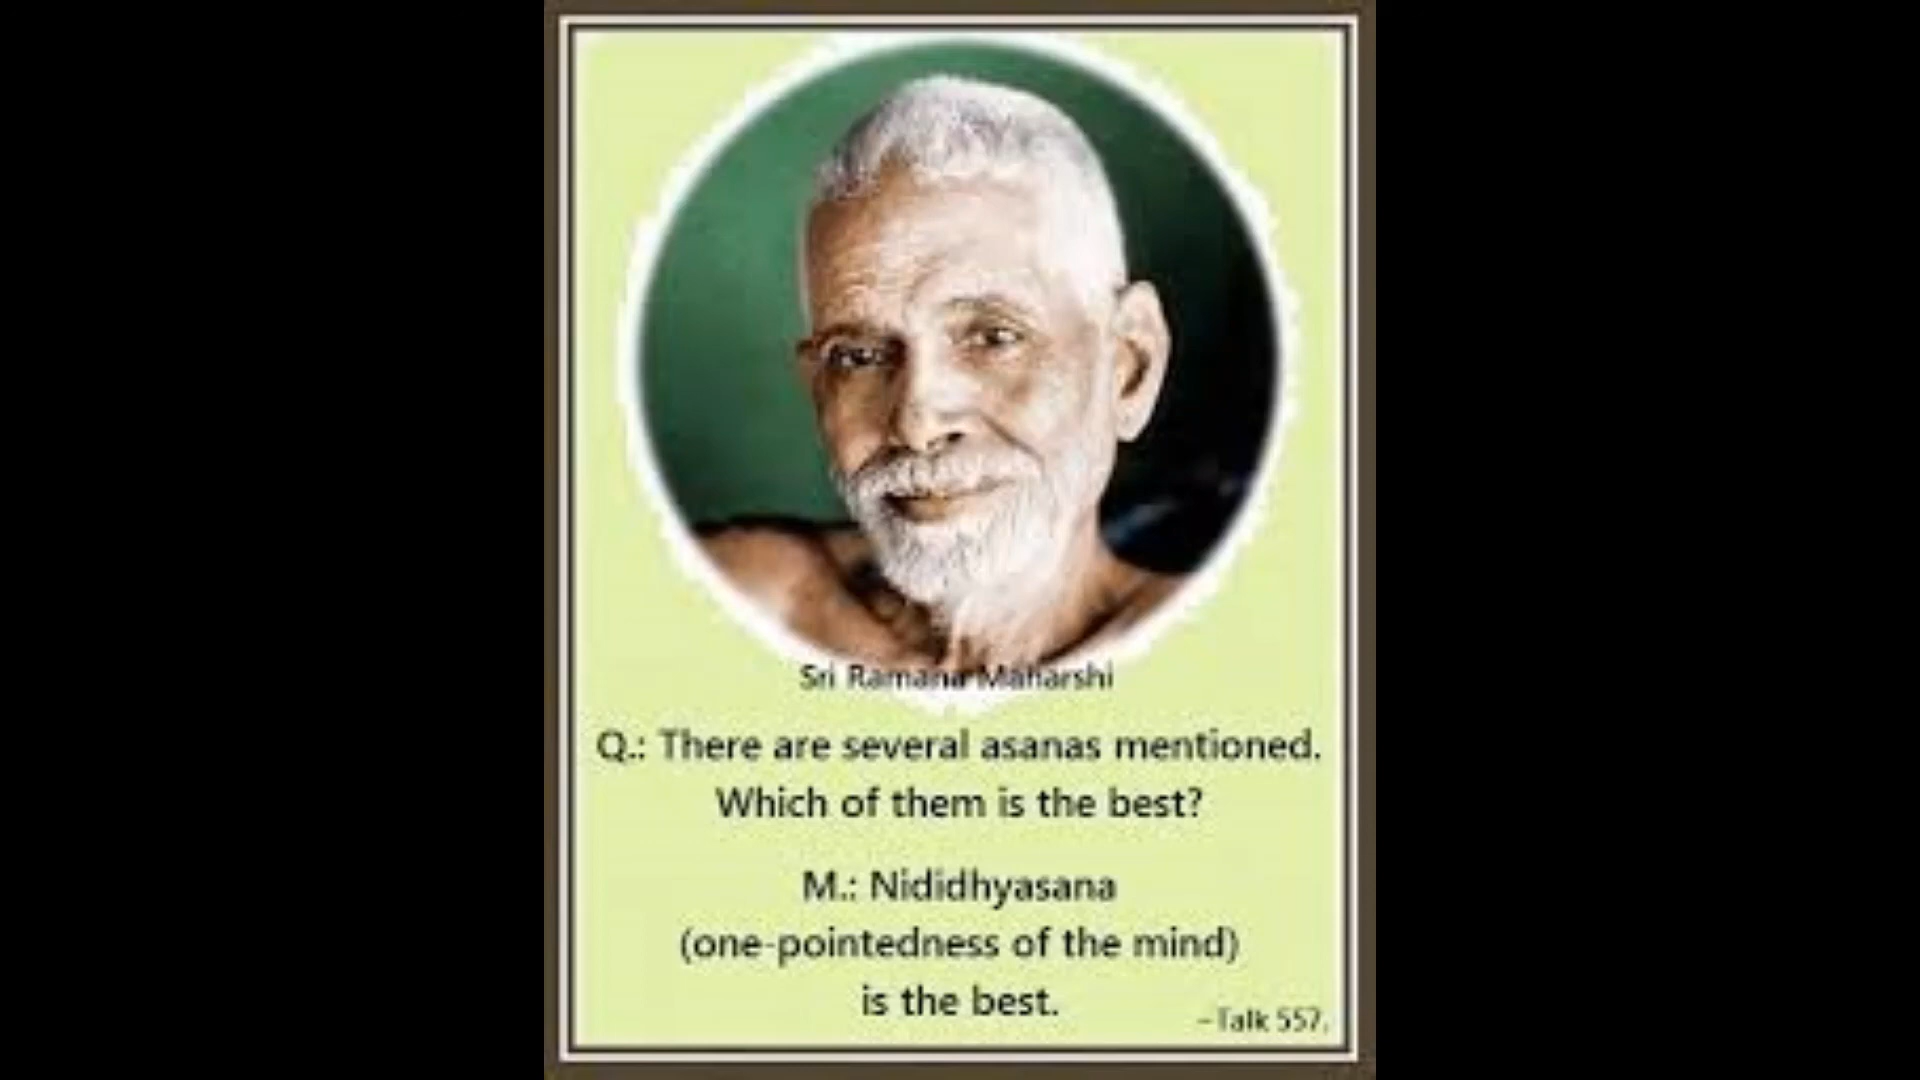 Sri Ramana Maharshi
Q.: There are several asanas mentioned.
Which of them is the best?
M.: Nididhyasana
(one-pointedness of the mind)
is the best.
-Talk 557.